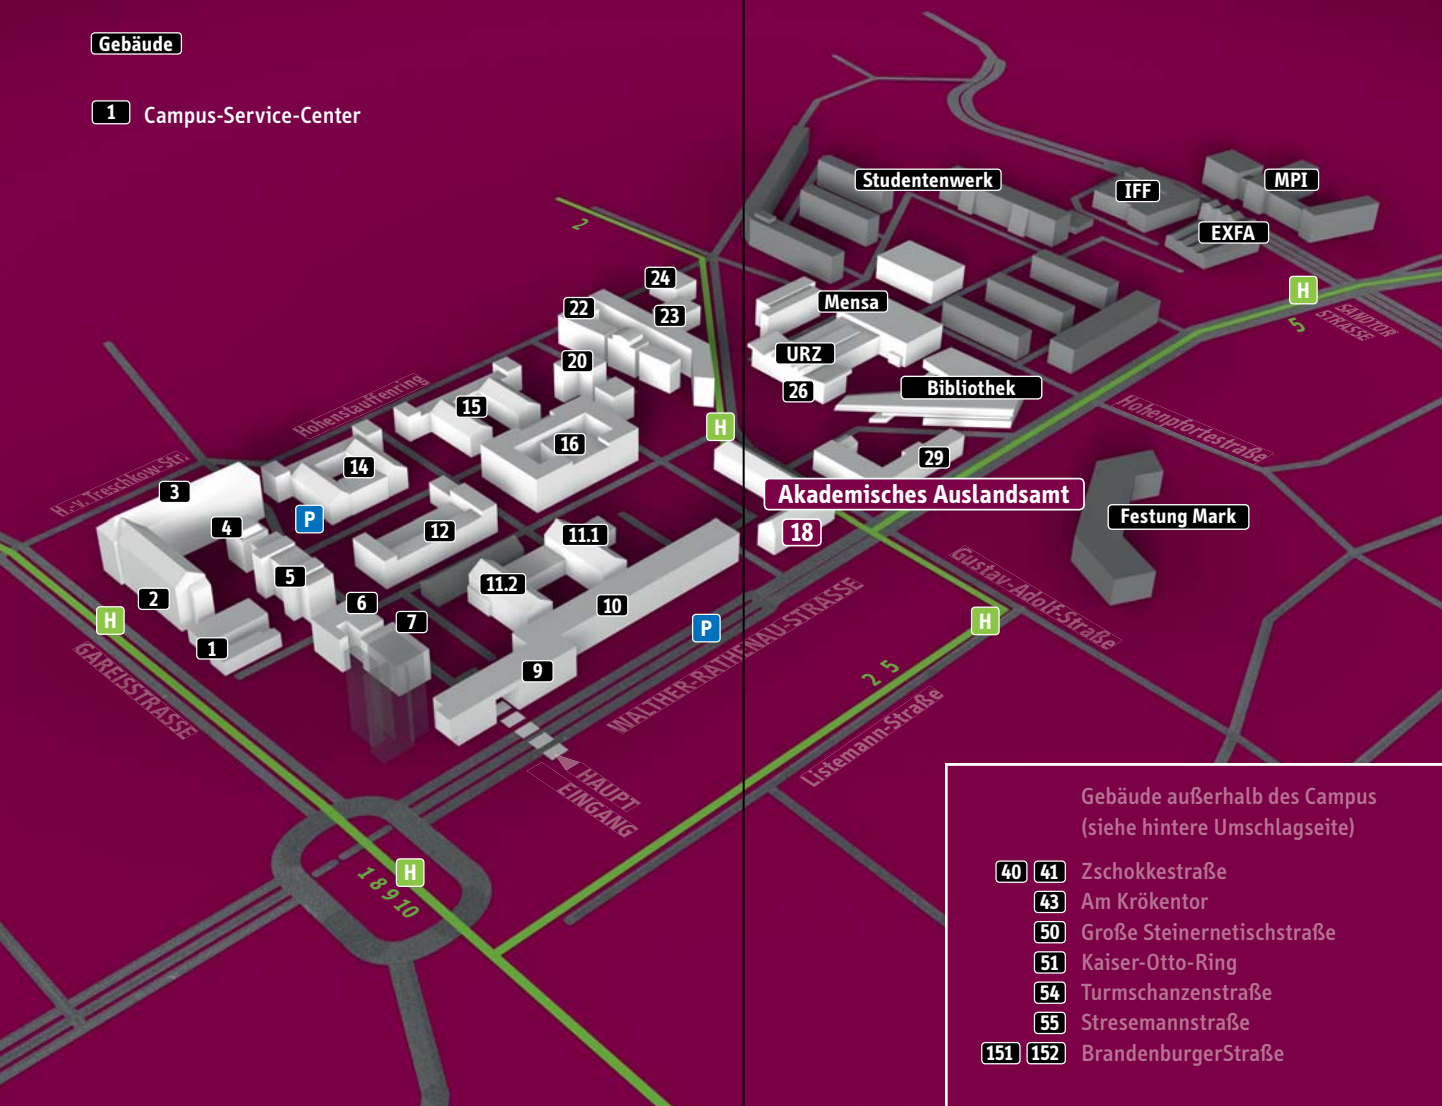 Gebäude
1 Campus-Service-Center
Studentenwerk
IFF
MPI
EXFA
2
24
22
23
Mensa
H
5
SANDTOR
STRASSE
20
URZ
26
Bibliothek
Hohenstauffenring
15
H
Hohepfortestraße
16
14
29
H.-v.Treschkow-Str.
3
Akademisches Auslandsamt
P
4
12
11.1
18
Festung Mark
5
11.2
Gustav-Adolf-Straße
2
6
10
H
7
P
H
1
9
WALTHER-RATHENAU-STRASSE
GAREISSTRASSE
2 5
Listemann-Straße
HAUPT
EINGANG
H
1 8 9 10
Gebäude außerhalb des Campus
(siehe hintere Umschlagseite)
40 41 Zschokkestraße
43 Am Krökentor
50 Große Steinernetischstraße
51 Kaiser-Otto-Ring
54 Turmschanzenstraße
55 Stresemannstraße
151 152 BrandenburgerStraße